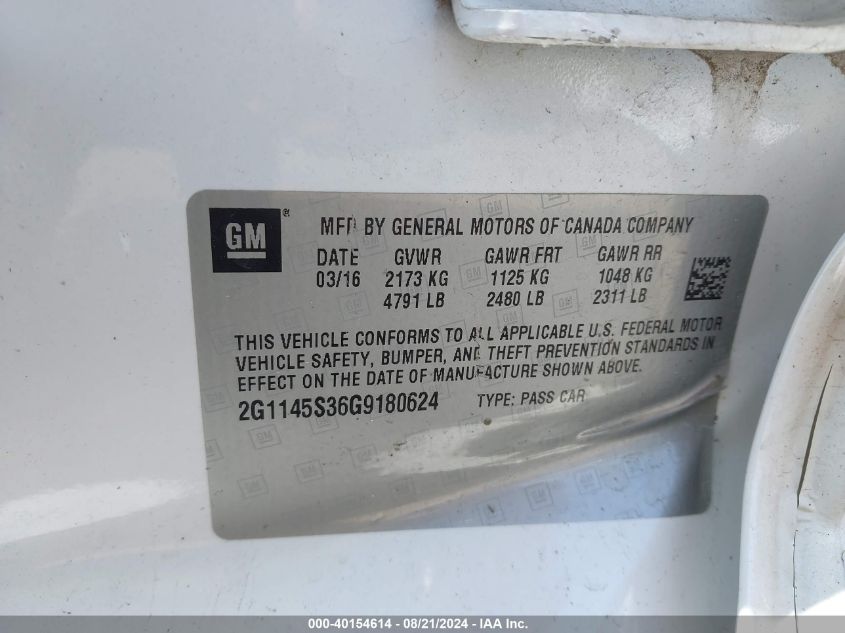 GM ® MFD BY GENERAL MOTORS OF CANADA COMPANY
DATE GVWR GAWR FRT GAWR RR
03/16 2173 KG 1125 KG 1048 KG
4791 LB 2480 LB 2311 LB
THIS VEHICLE CONFORMS TO ALL APPLICABLE U.S. FEDERAL MOTOR
VEHICLE SAFETY, BUMPER, AND THEFT PREVENTION STANDARDS IN
EFFECT ON THE DATE OF MANUFACTURE SHOWN ABOVE.
2G1145S36G9180624 TYPE: PASS CAR
000-40154614 - 08/21/2024 - IAA Inc.